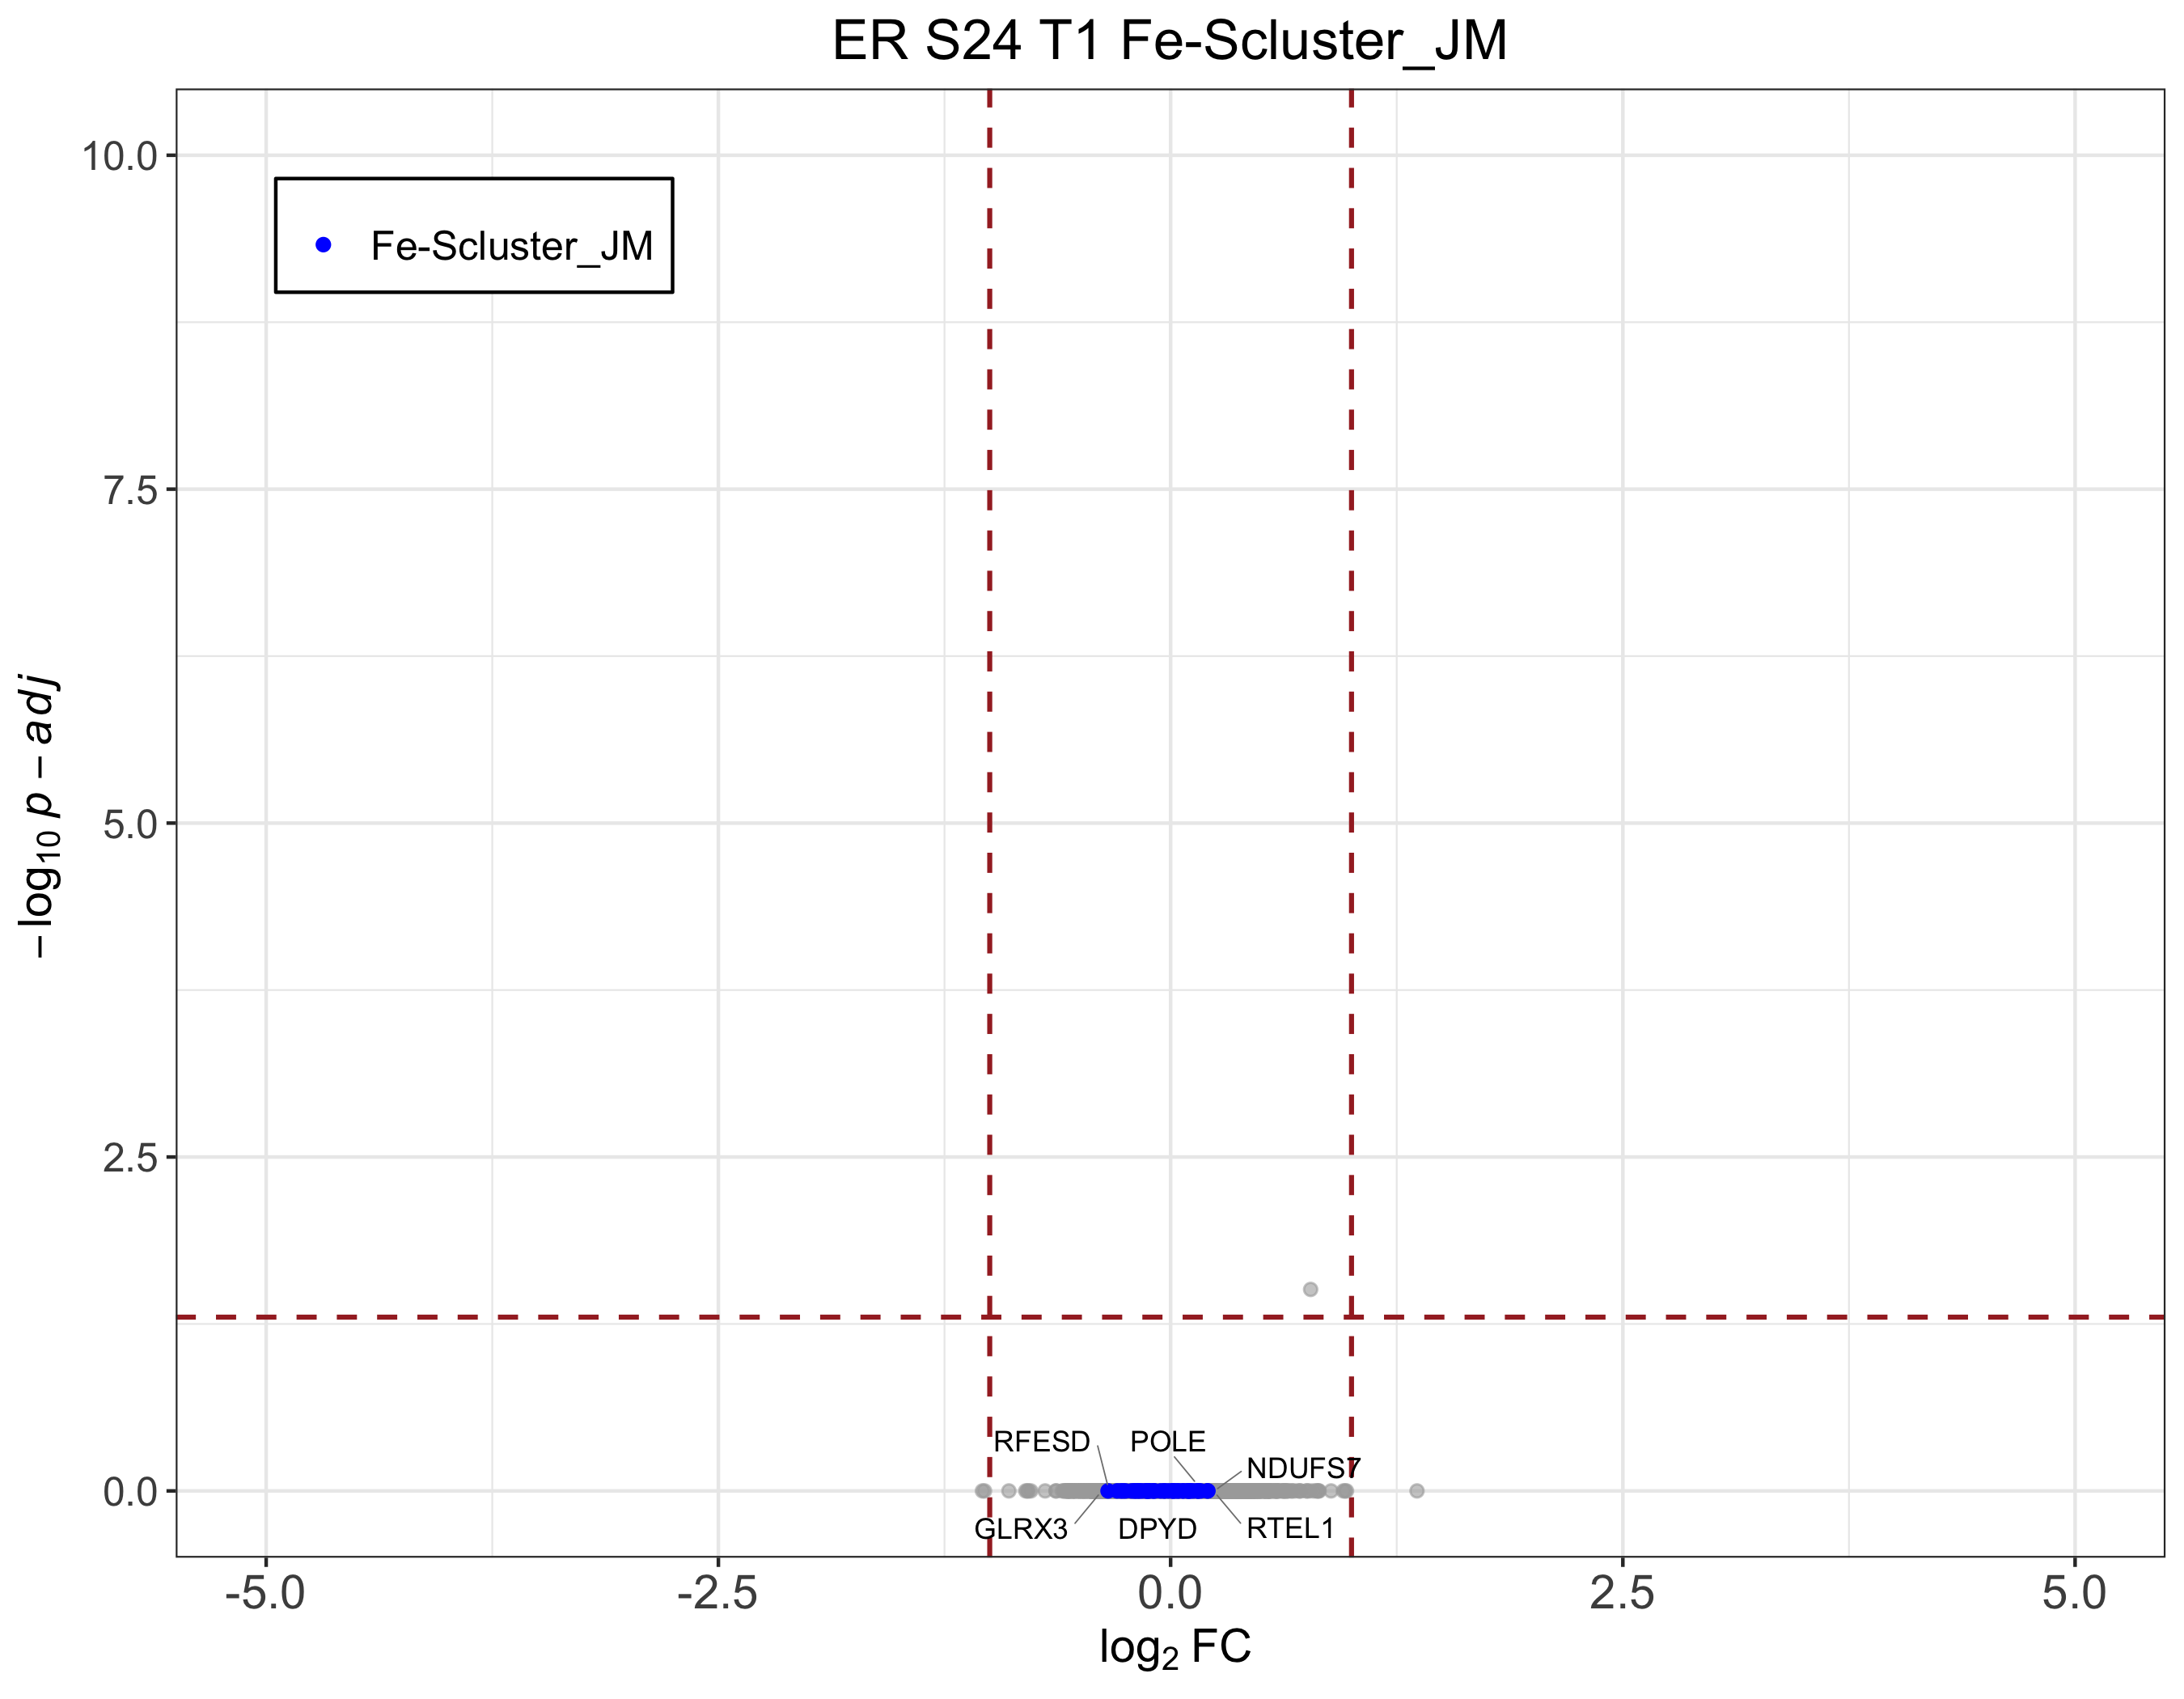 ER S24 T1 Fe-Scluster_JM
10.0
Fe-Scluster_JM
7.5
5.0
2.5
0.0
−log10 p − adj
RFESD POLE
NDUFS7
GLRX3 DPYD RTEL1
-5.0 -2.5 0.0 2.5 5.0
log2 FC